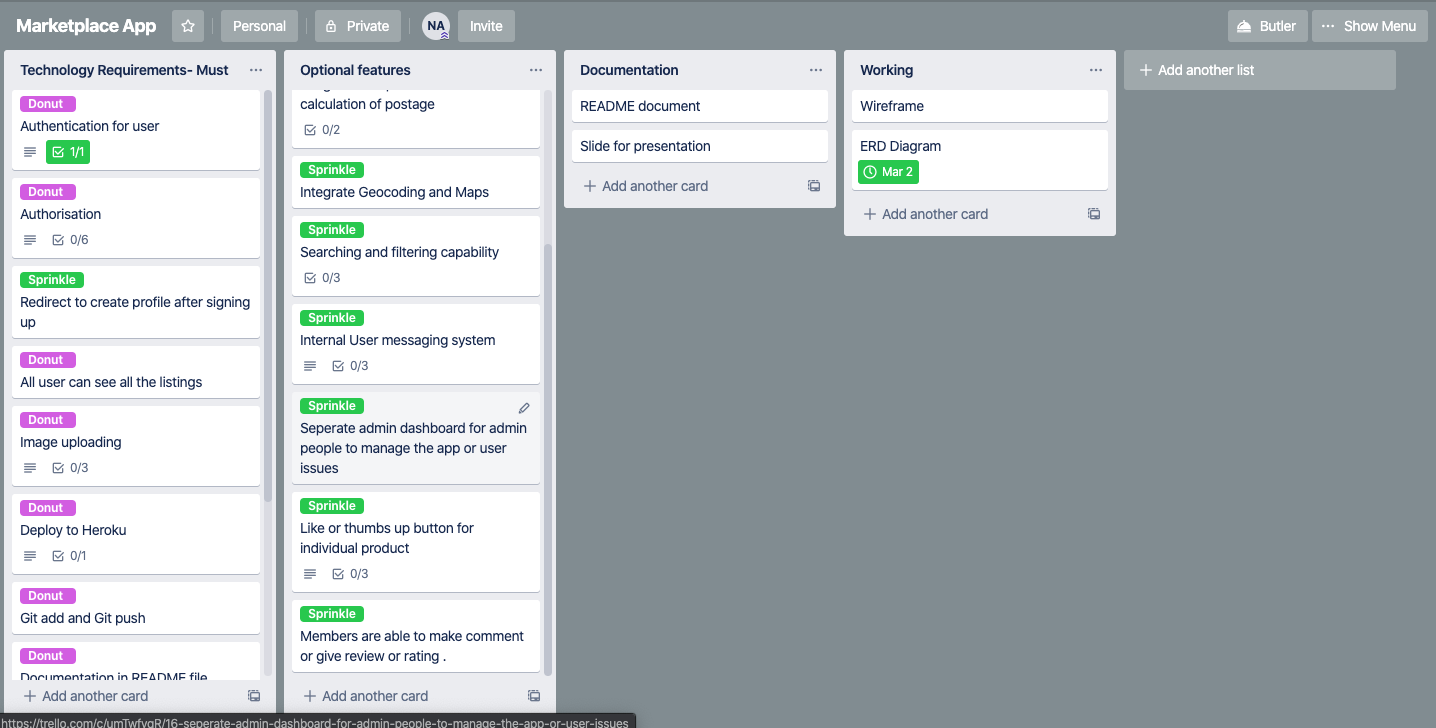 Marketplace App
Personal
Private
NA
Invite
Butler
Show Menu
Technology Requirements- Must
Donut
Authentication for user
1/1
Donut
Authorisation
0/6
Sprinkle
Redirect to create profile after signing
up
Donut
All user can see all the listings
Donut
Image uploading
0/3
Donut
Deploy to Heroku
0/1
Donut
Git add and Git push
Donut
Documentation in README file
Add another card
Optional features
calculation of postage
0/2
Sprinkle
Integrate Geocoding and Maps
Sprinkle
Searching and filtering capability
0/3
Sprinkle
Internal User messaging system
0/3
Sprinkle
Seperate admin dashboard for admin
people to manage the app or user
issues
Sprinkle
Like or thumbs up button for
individual product
0/3
Sprinkle
Members are able to make comment
or give review or rating .
Add another card
Documentation
README document
Slide for presentation
Add another card
Working
Wireframe
ERD Diagram
Mar 2
Add another card
Add another list
https://trello.com/c/umTwfyqR/16-seperate-admin-dashboard-for-admin-people-to-manage-the-app-or-user-issues